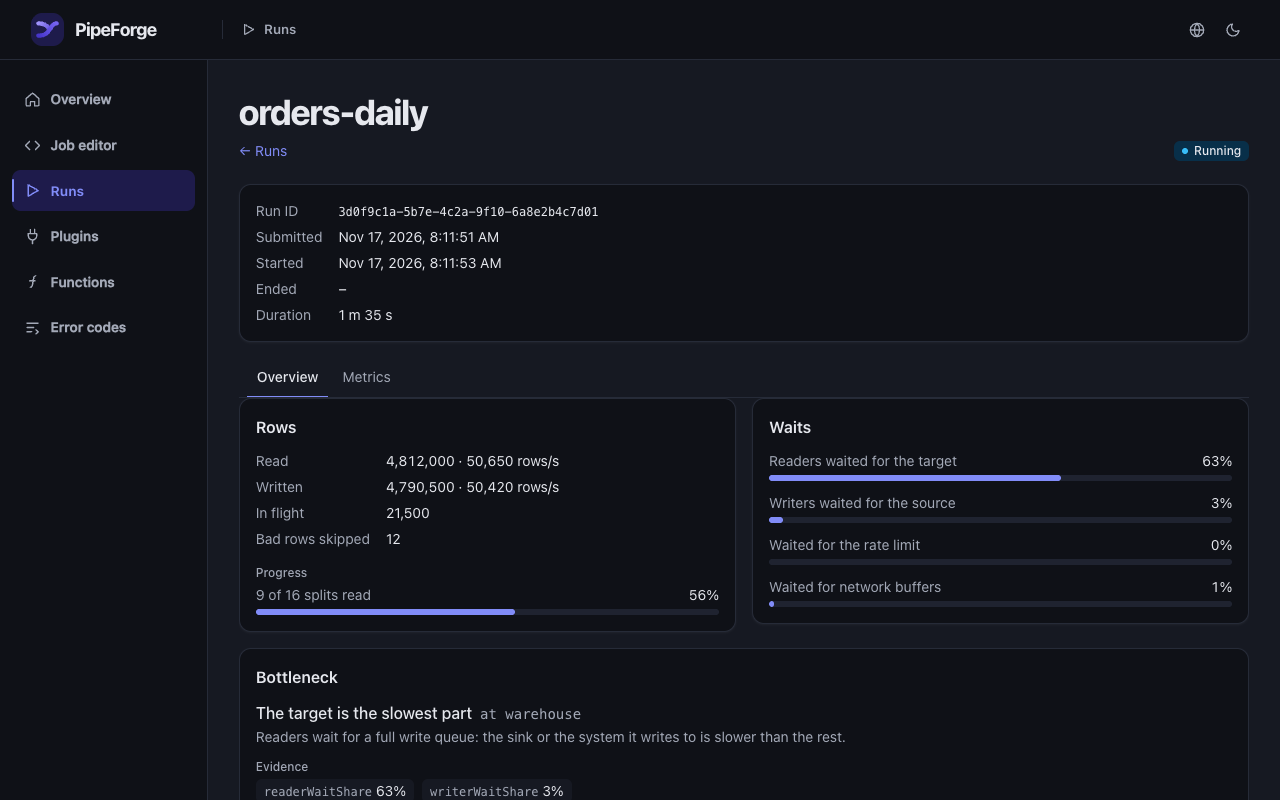 PipeForge
Runs
Overview
Job editor
Runs
Plugins
Functions
Error codes
orders-daily
← Runs
Running
Run ID 3d0f9c1a-5b7e-4c2a-9f10-6a8e2b4c7d01
Submitted Nov 17, 2026, 8:11:51 AM
Started Nov 17, 2026, 8:11:53 AM
Ended –
Duration 1 m 35 s
Overview Metrics
Rows
Read 4,812,000 · 50,650 rows/s
Written 4,790,500 · 50,420 rows/s
In flight 21,500
Bad rows skipped 12
Progress
9 of 16 splits read 56%
Waits
Readers waited for the target 63%
Writers waited for the source 3%
Waited for the rate limit 0%
Waited for network buffers 1%
Bottleneck
The target is the slowest part at warehouse
Readers wait for a full write queue: the sink or the system it writes to is slower than the rest.
Evidence
readerWaitShare 63% writerWaitShare 3%